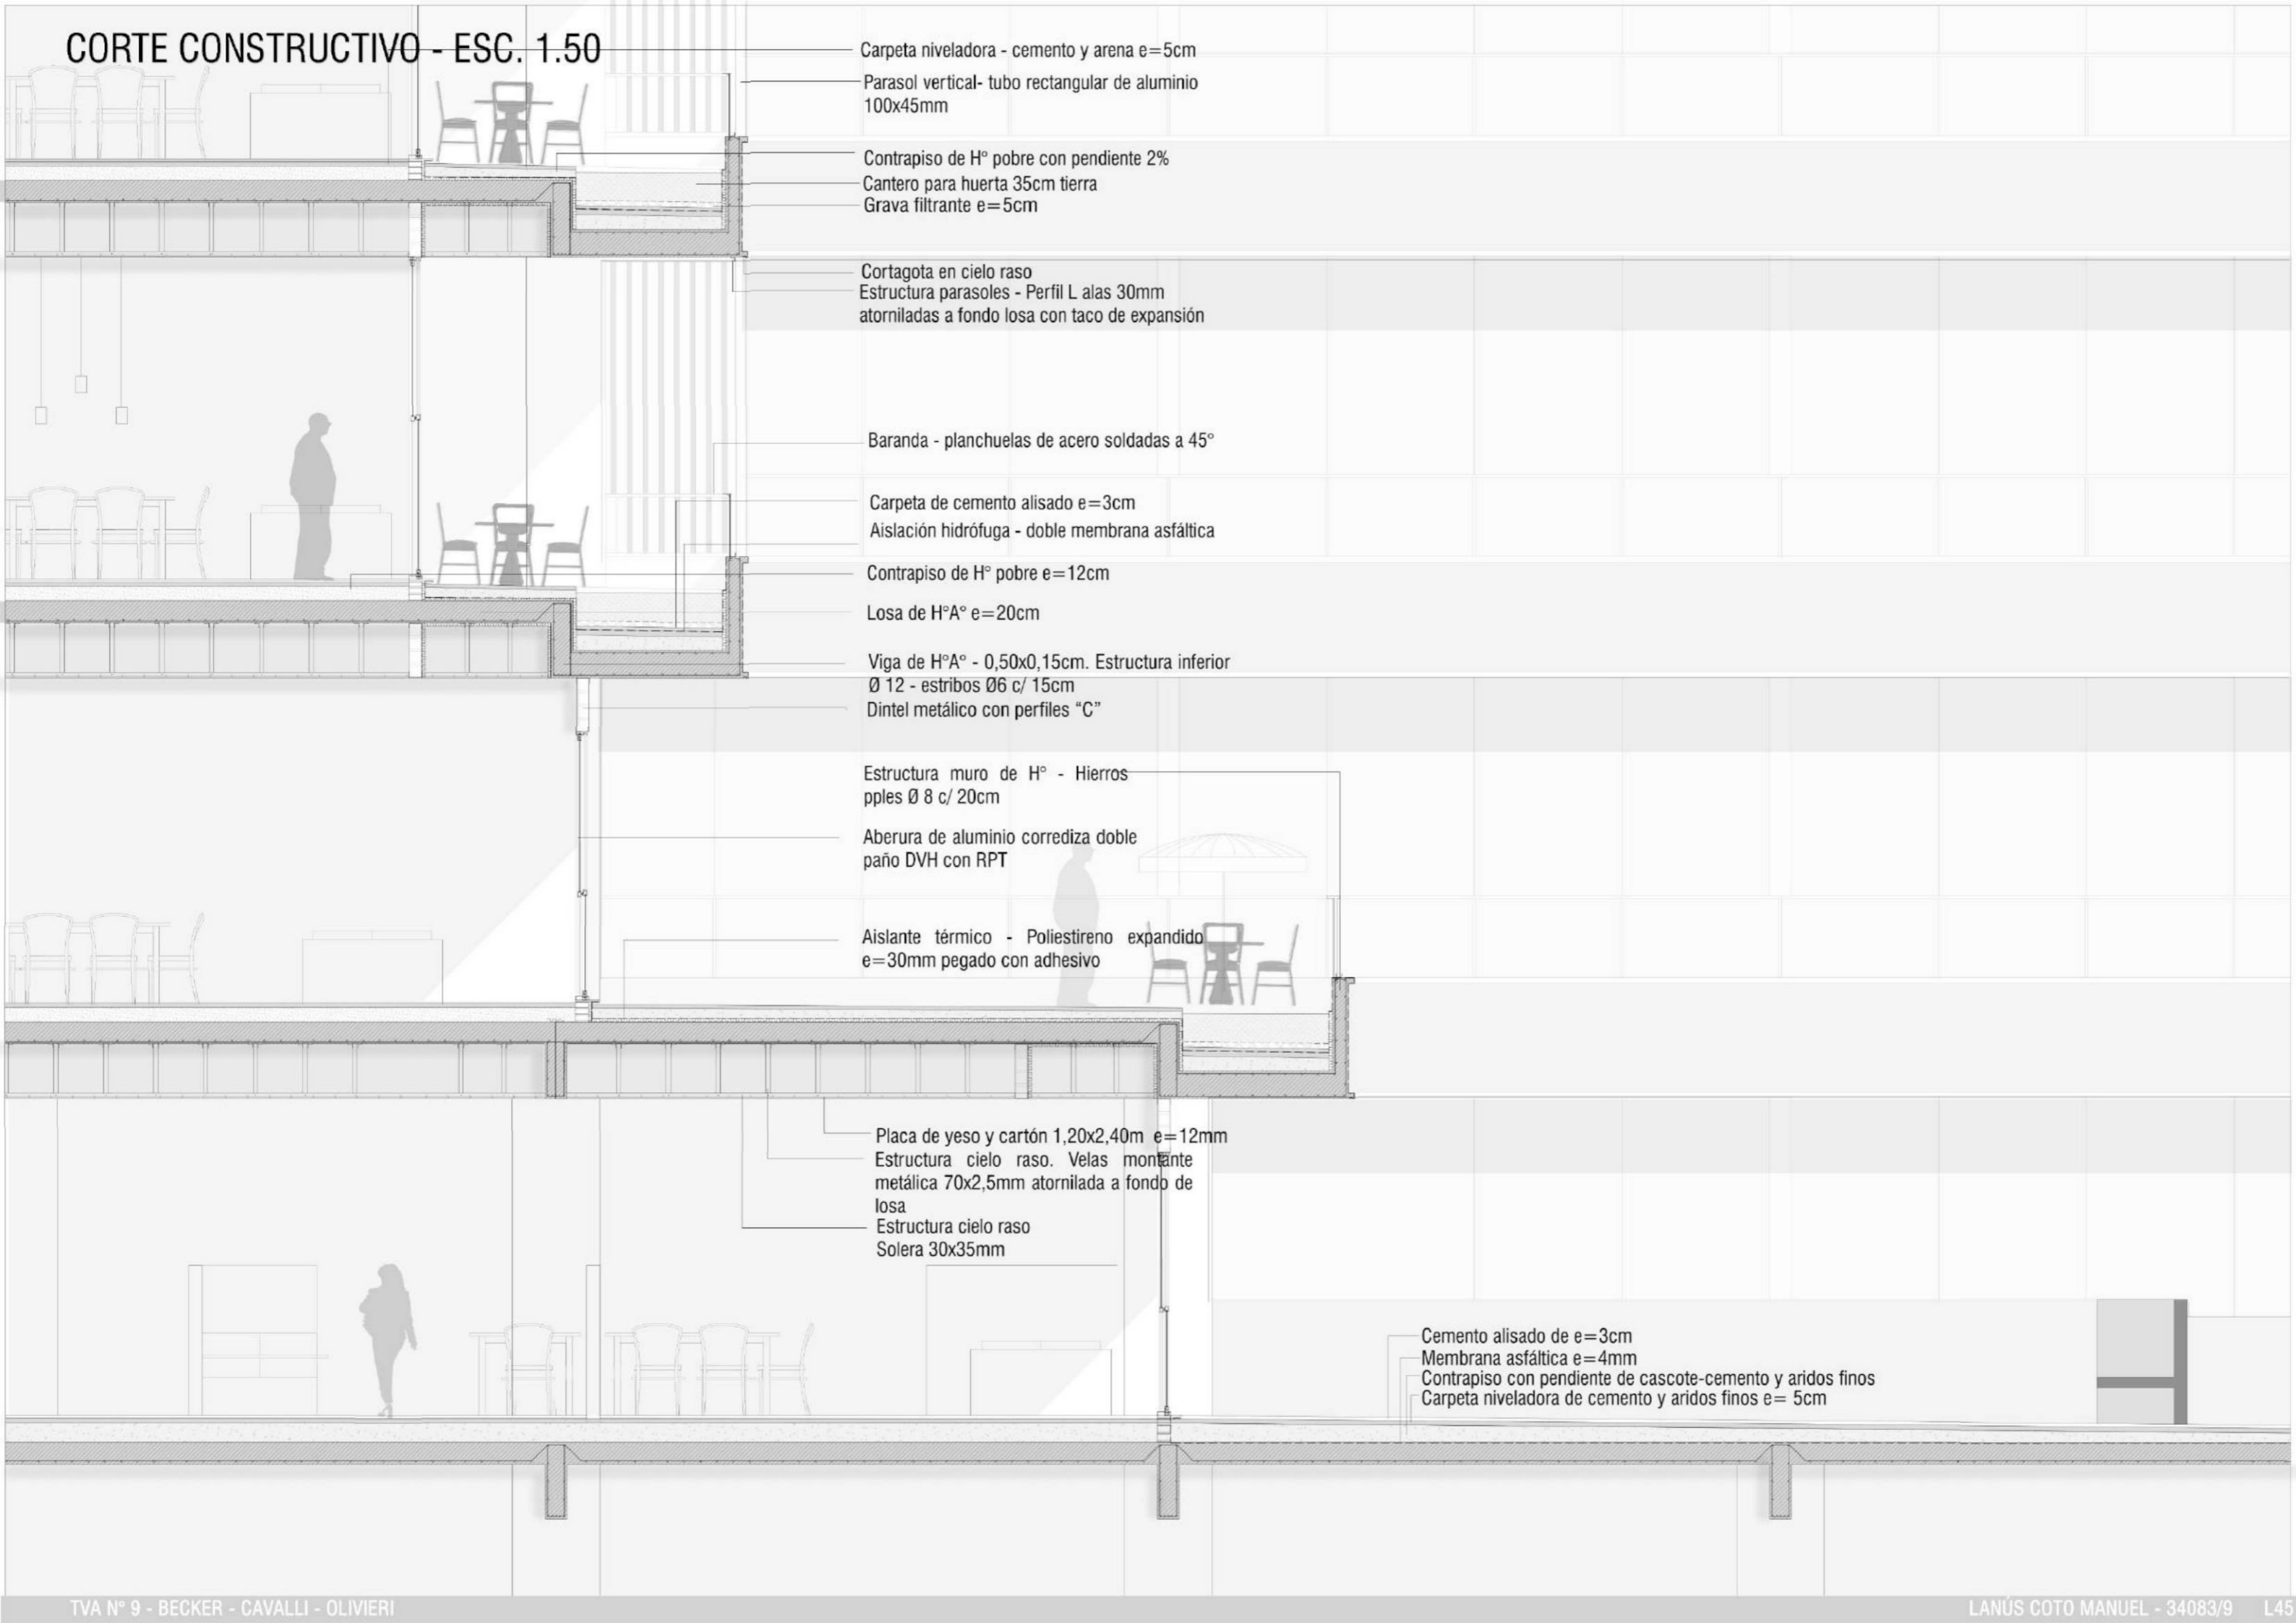 CORTE CONSTRUCTIVO - ESC. 1.50
Carpeta niveladora - cemento y arena e=5cm
Parasol vertical- tubo rectangular de aluminio
100x45mm
Contrapiso de Hº pobre con pendiente 2%
Cantero para huerta 35cm tierra
Grava filtrante e=5cm
Cortagota en cielo raso
Estructura parasoles - Perfil L alas 30mm
atorniladas a fondo losa con taco de expansión
Baranda - planchuelas de acero soldadas a 45°
Carpeta de cemento alisado e=3cm
Aislación hidrófuga - doble membrana asfáltica
Contrapiso de H° pobre e=12cm
Losa de H°A° e=20cm
Viga de H°A° - 0,50x0,15cm. Estructura inferior
Ø 12 - estribos Ø6 c/ 15cm
Dintel metálico con perfiles “C”
Estructura muro de H° - Hierros
pples Ø 8 c/ 20cm
Aberura de aluminio corrediza doble
paño DVH con RPT
Aislante térmico - Poliestireno expandido
e=30mm pegado con adhesivo
Placa de yeso y cartón 1,20x2,40m e=12mm
Estructura cielo raso. Velas montante
metálica 70x2,5mm atornilada a fondo de
losa
Estructura cielo raso
Solera 30x35mm
Cemento alisado de e=3cm
Membrana asfáltica e=4mm
Contrapiso con pendiente de cascote-cemento y aridos finos
Carpeta niveladora de cemento y aridos finos e= 5cm
TVA Nº 9 - BECKER - CAVALLI - OLIVIERI
LANÚS COTO MANUEL - 34083/9 L45